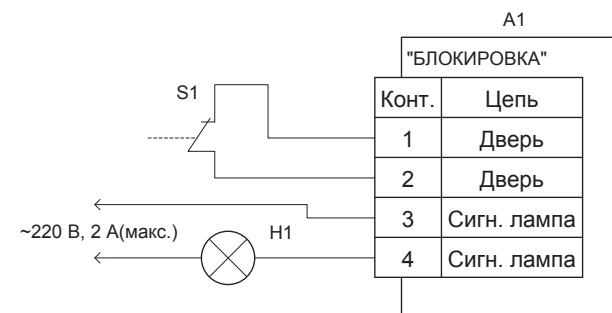 A1
"БЛОКИРОВКА"
S1
Конт. Цепь
1 Дверь
2 Дверь
3 Сигн. лампа
~220 В, 2 А(макс.) H1
4 Сигн. лампа